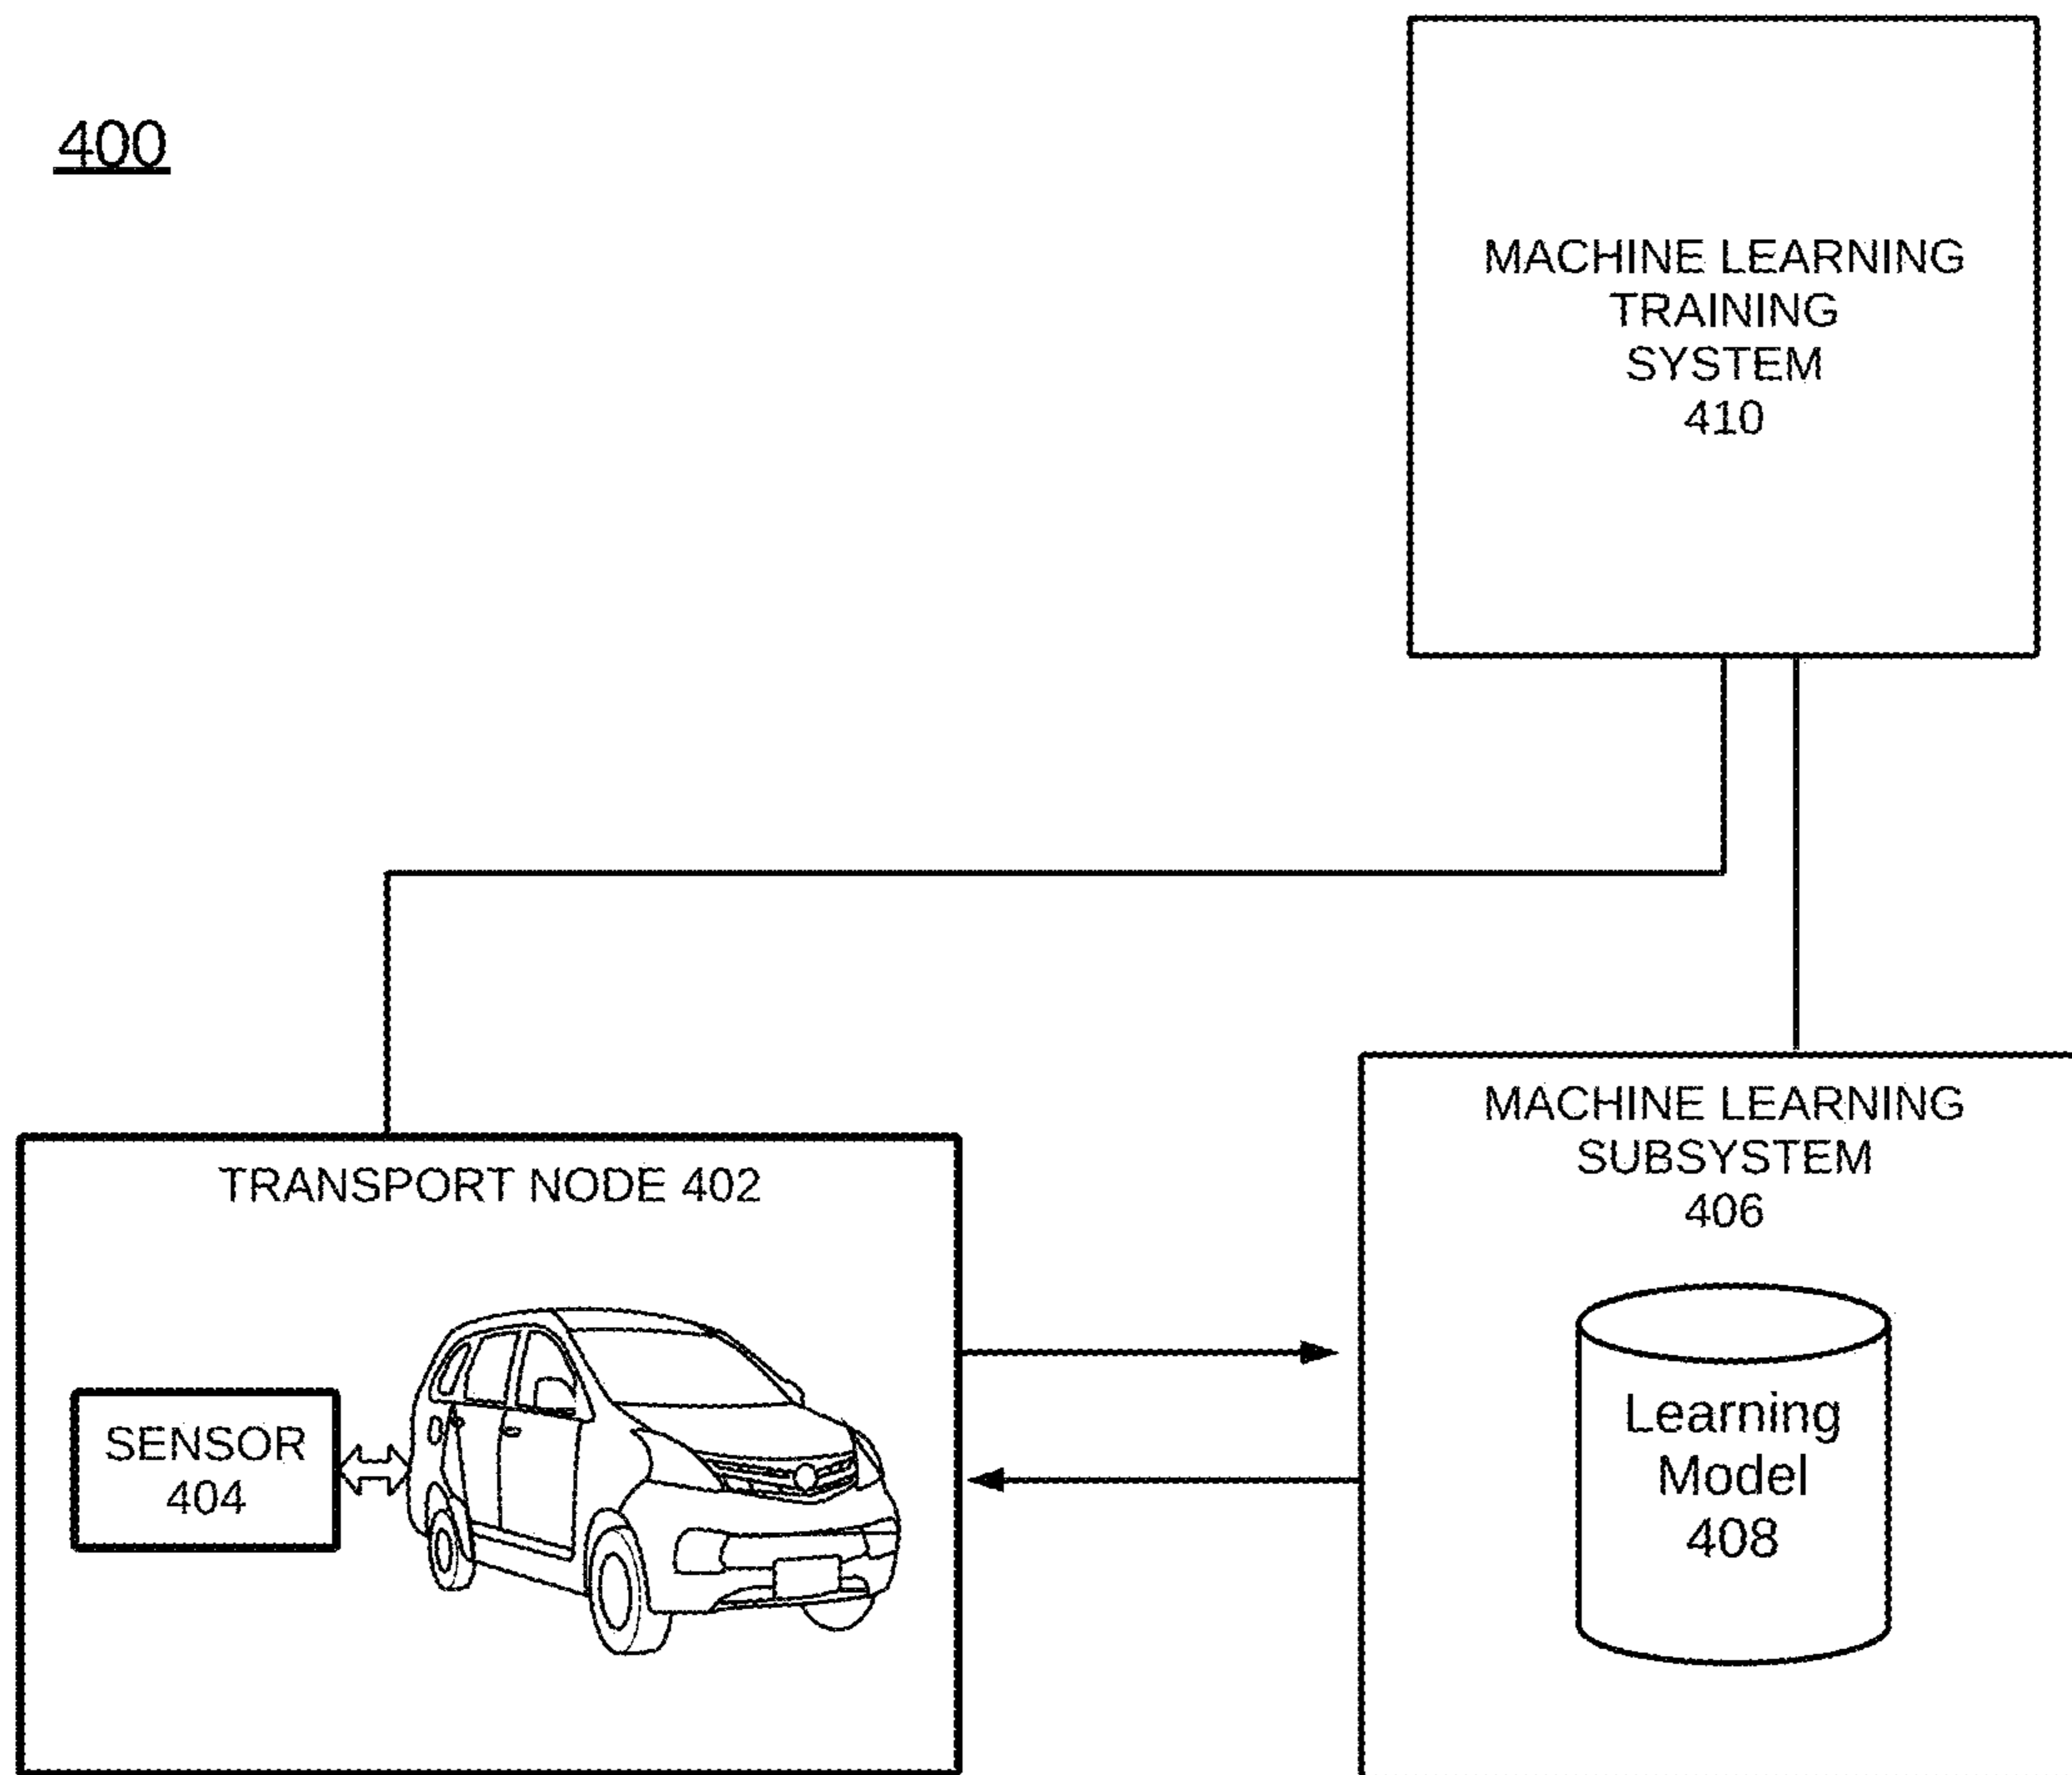 400
MACHINE LEARNING
TRAINING
SYSTEM
410
TRANSPORT NODE 402
SENSOR
404
MACHINE LEARNING
SUBSYSTEM
406
Learning
Model
408